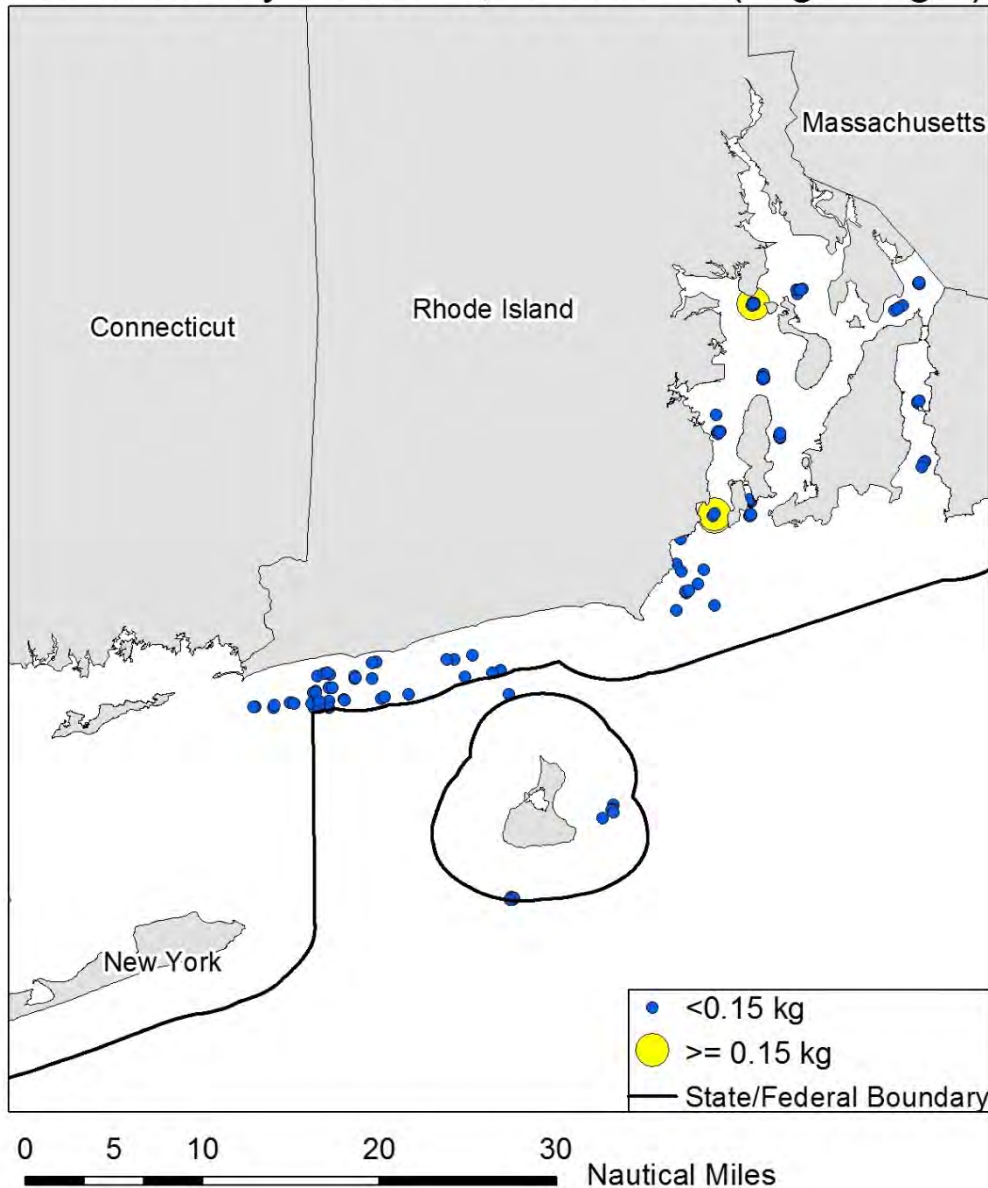 Massachusetts
Rhode Island
Connecticut
New York
<0.15 kg
>= 0.15 kg
State/Federal Boundary
0 5 10 20 30
Nautical Miles